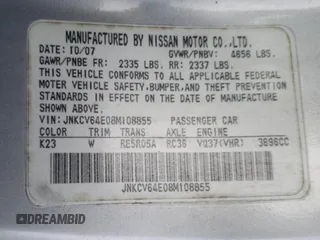 MANUFACTURED BY NISSAN MOTOR CO.,LTD.
DATE: 10/07 GVWR/PNBV: 4656 LBS.
GAWR/PNBE FR: 2335 LBS. RR: 2337 LBS.
THIS VEHICLE CONFORMS TO ALL APPLICABLE FEDERAL
MOTOR VEHICLE SAFETY, BUMPER, AND THEFT PREVENTION
STANDARDS IN EFFECT ON THE DATE OF MANUFACTURE
SHOWN ABOVE.
VIN: JNKCV64E08M108855 PASSENGER CAR
COLOR TRIM TRANS AXLE ENGINE
K23 W RE5R05A RC36 VQ37(VHR) 3696CC
JNKCV64E08M108855
DREAMBID